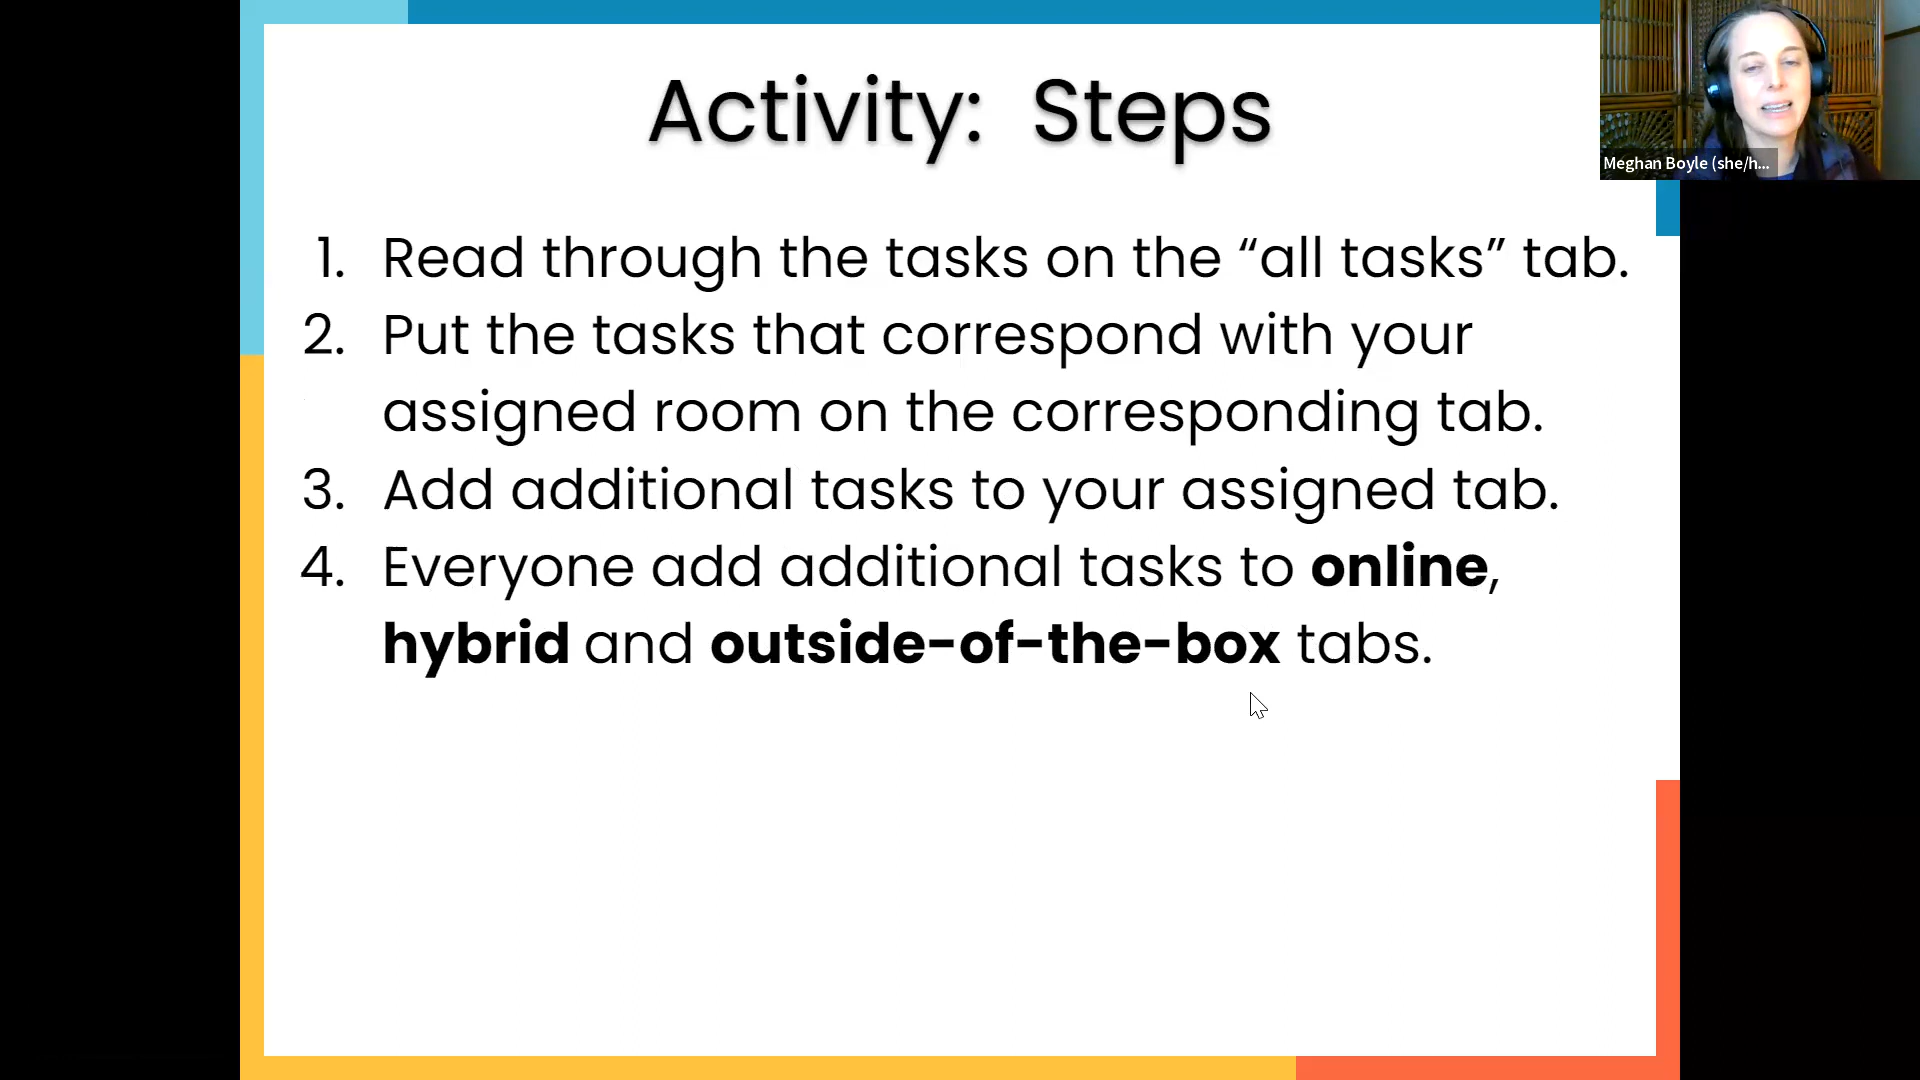 Activity: Steps
Meghan Boyle (she/h...
1. Read through the tasks on the “all tasks” tab.
2. Put the tasks that correspond with your
assigned room on the corresponding tab.
3. Add additional tasks to your assigned tab.
4. Everyone add additional tasks to online,
hybrid and outside-of-the-box tabs.